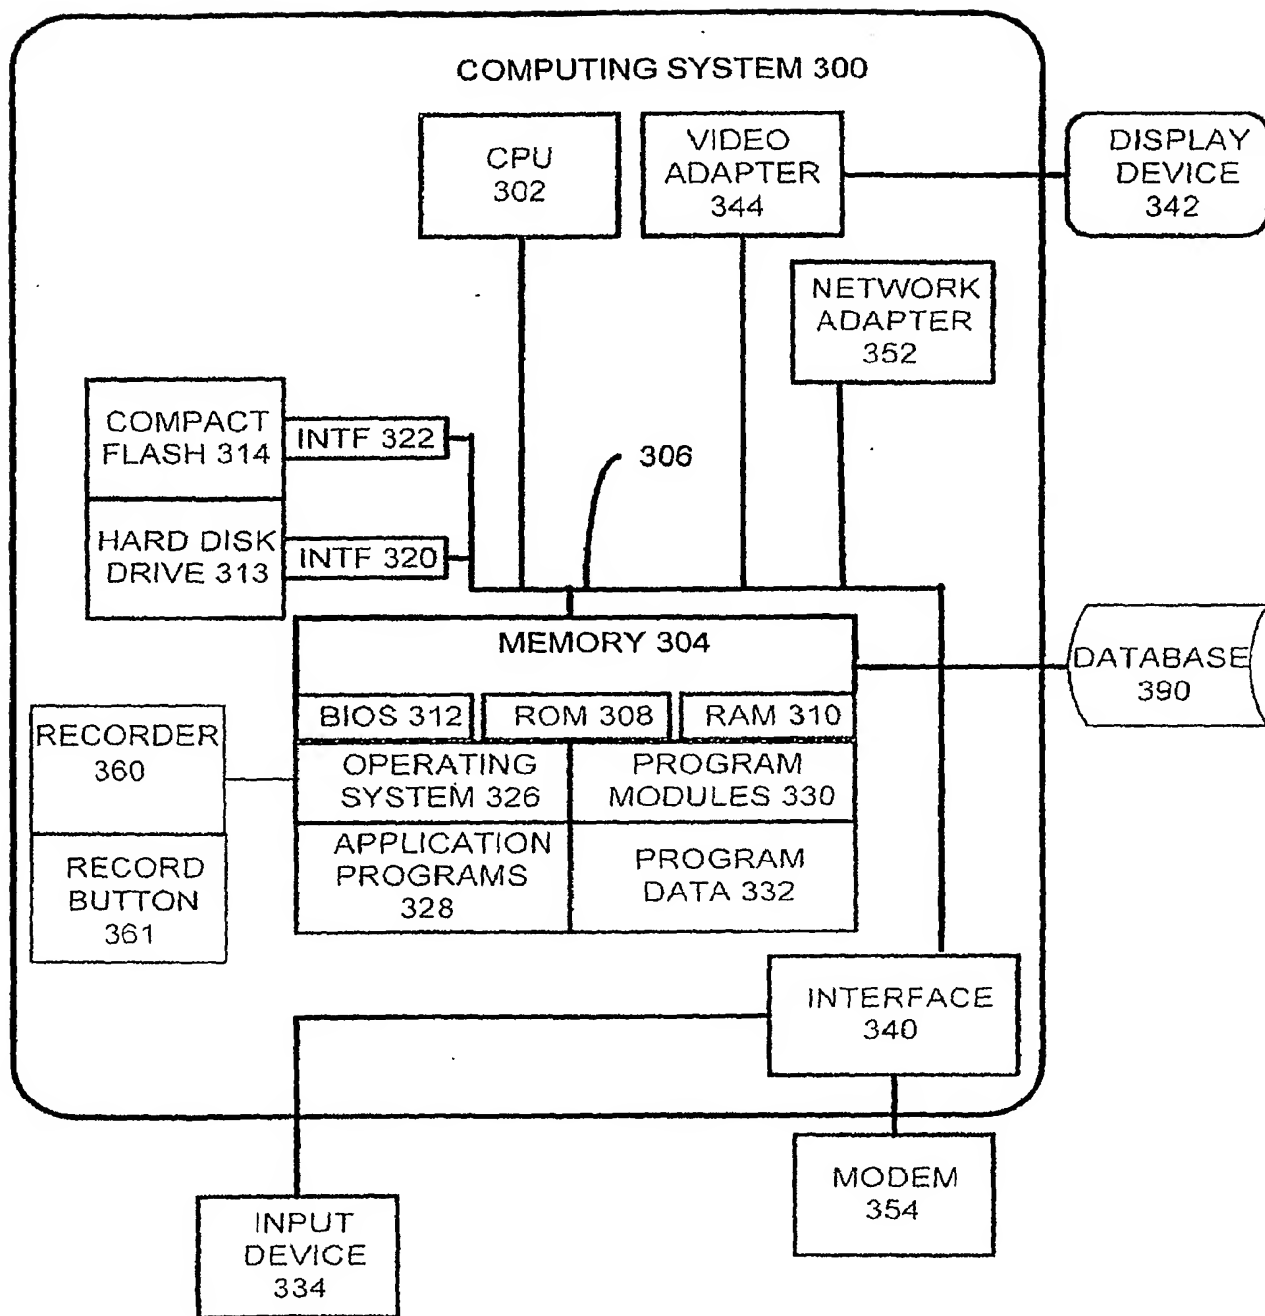 COMPUTING SYSTEM 300
CPU
302
VIDEO
ADAPTER
344
DISPLAY
DEVICE
342
NETWORK
ADAPTER
352
COMPACT
FLASH 314
INTF 322
306
HARD DISK
DRIVE 313
INTF 320
MEMORY 304
DATABASE
390
BIOS 312
ROM 308
RAM 310
RECORDER
360
OPERATING
SYSTEM 326
PROGRAM
MODULES 330
RECORD
BUTTON
361
APPLICATION
PROGRAMS
328
PROGRAM
DATA 332
INTERFACE
340
MODEM
354
INPUT
DEVICE
334